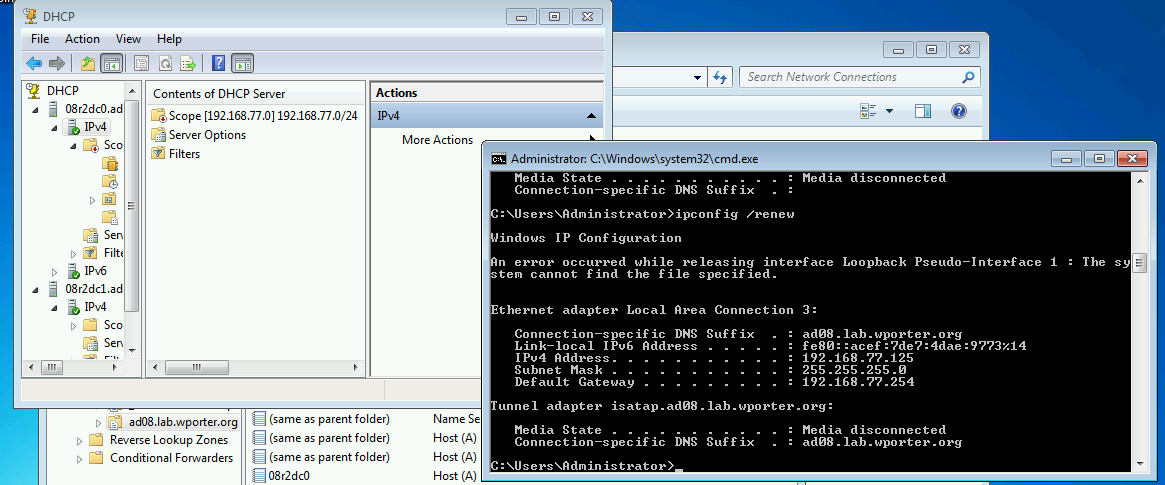 DHCP
File Action View Help
DHCP
08r2dc0.ad
IPv4
Sco
Serv
Filte
IPv6
08r2dc1.ad
IPv4
Sco
Ser
Contents of DHCP Server
Scope [192.168.77.0] 192.168.77.0/24
Server Options
Filters
Actions
IPv4
More Actions
Search Network Connections
Administrator: C:\Windows\system32\cmd.exe
C:\.
Media State . . . . . . . . . . . : Media disconnected
Connection-specific DNS Suffix  . :
C:\Users\Administrator>ipconfig /renew
Windows IP Configuration
An error occurred while releasing interface Loopback Pseudo-Interface 1 : The sy
stem cannot find the file specified.
Ethernet adapter Local Area Connection 3:
Connection-specific DNS Suffix  . : ad08.lab.wporter.org
Link-local IPv6 Address . . . . . : fe80::acef:7de7:4dae:9773%14
IPv4 Address. . . . . . . . . . . : 192.168.77.125
Subnet Mask . . . . . . . . . . . : 255.255.255.0
Default Gateway . . . . . . . . . : 192.168.77.254
Tunnel adapter isatap.ad08.lab.wporter.org:
Media State . . . . . . . . . . . : Media disconnected
Connection-specific DNS Suffix  . : ad08.lab.wporter.org
C:\Users\Administrator>_
ad08.lab.wporter.org
Reverse Lookup Zones
Conditional Forwarders
(same as parent folder) Name Se
(same as parent folder) Host (A)
(same as parent folder) Host (A)
08r2dc0 Host (A)